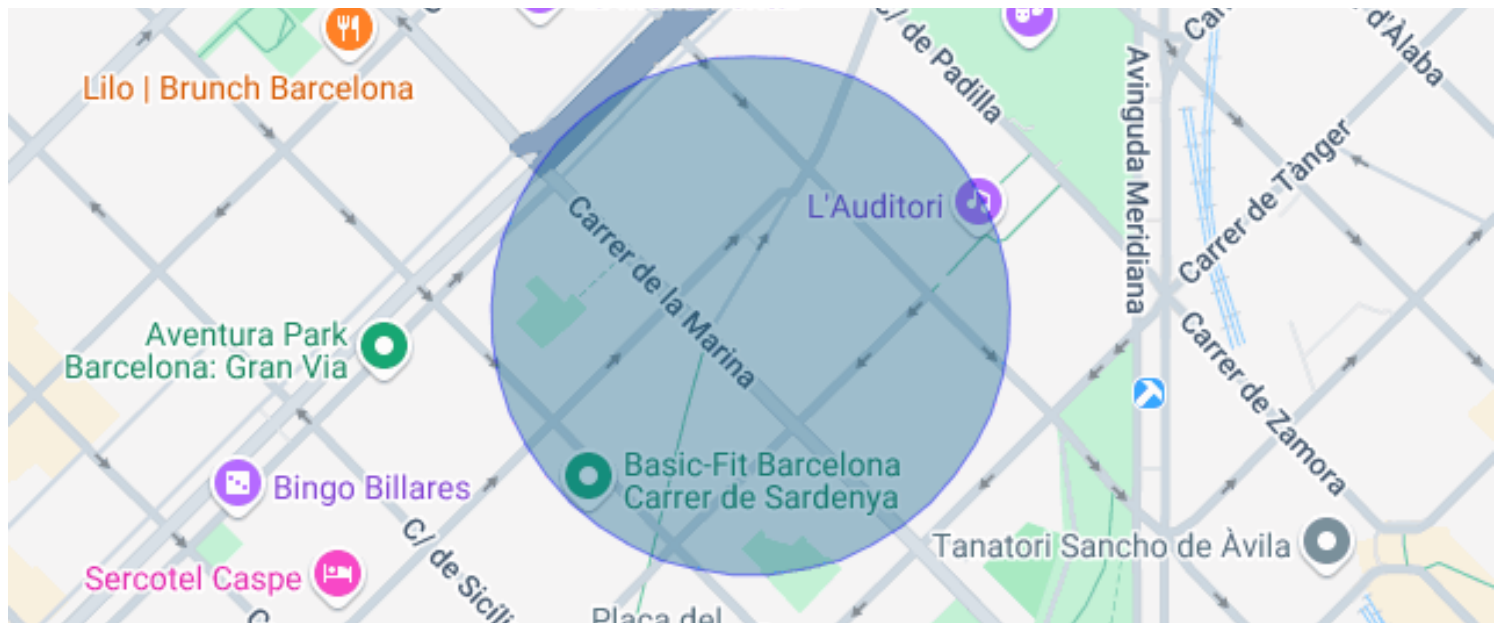 Lilo | Brunch Barcelona
C/ de Padilla
d'Àlaba
Avinguda Meridiana
Carrer de Tànger
L'Auditori
Carrer de la Marina
Aventura Park
Barcelona: Gran Via
Carrer de Zamora
Basic-Fit Barcelona
Carrer de Sardenya
Bingo Billares
Tanatori Sancho de Àvila
C/ de Sicíli
Sercotel Caspe
Plaça del